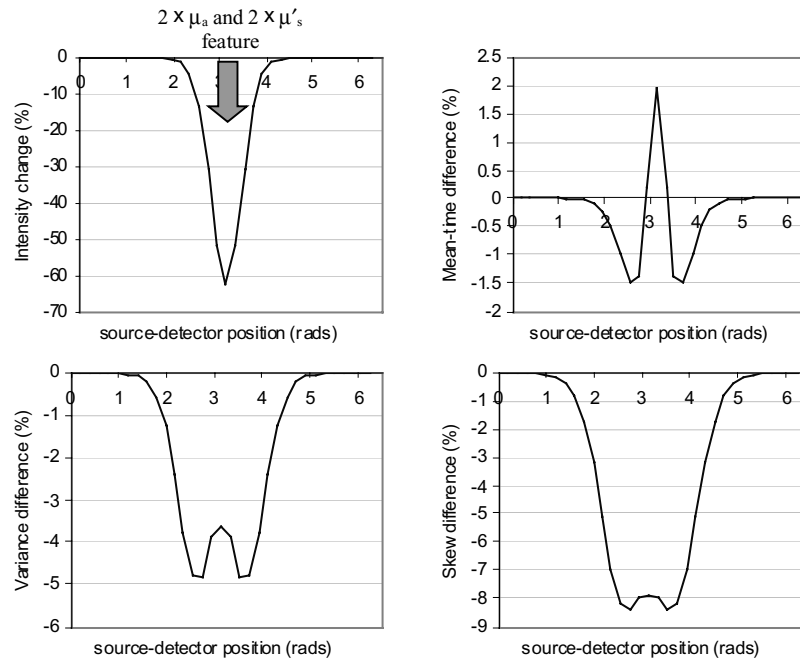 2 × μa and 2 × μ′s
feature
0
-10
-20
-30
-40
-50
-60
-70
0 1 2 3 4 5 6
Intensity change (%)
source-detector position (rads)
2.5
2
1.5
1
0.5
0
-0.5
-1
-1.5
-2
0 1 2 3 4 5 6
Mean-time difference (%)
source-detector position (rads)
0
-1
-2
-3
-4
-5
-6
0 1 2 3 4 5 6
Variance difference (%)
source-detector position (rads)
0
-1
-2
-3
-4
-5
-6
-7
-8
-9
0 1 2 3 4 5 6
Skew difference (%)
source-detector position (rads)